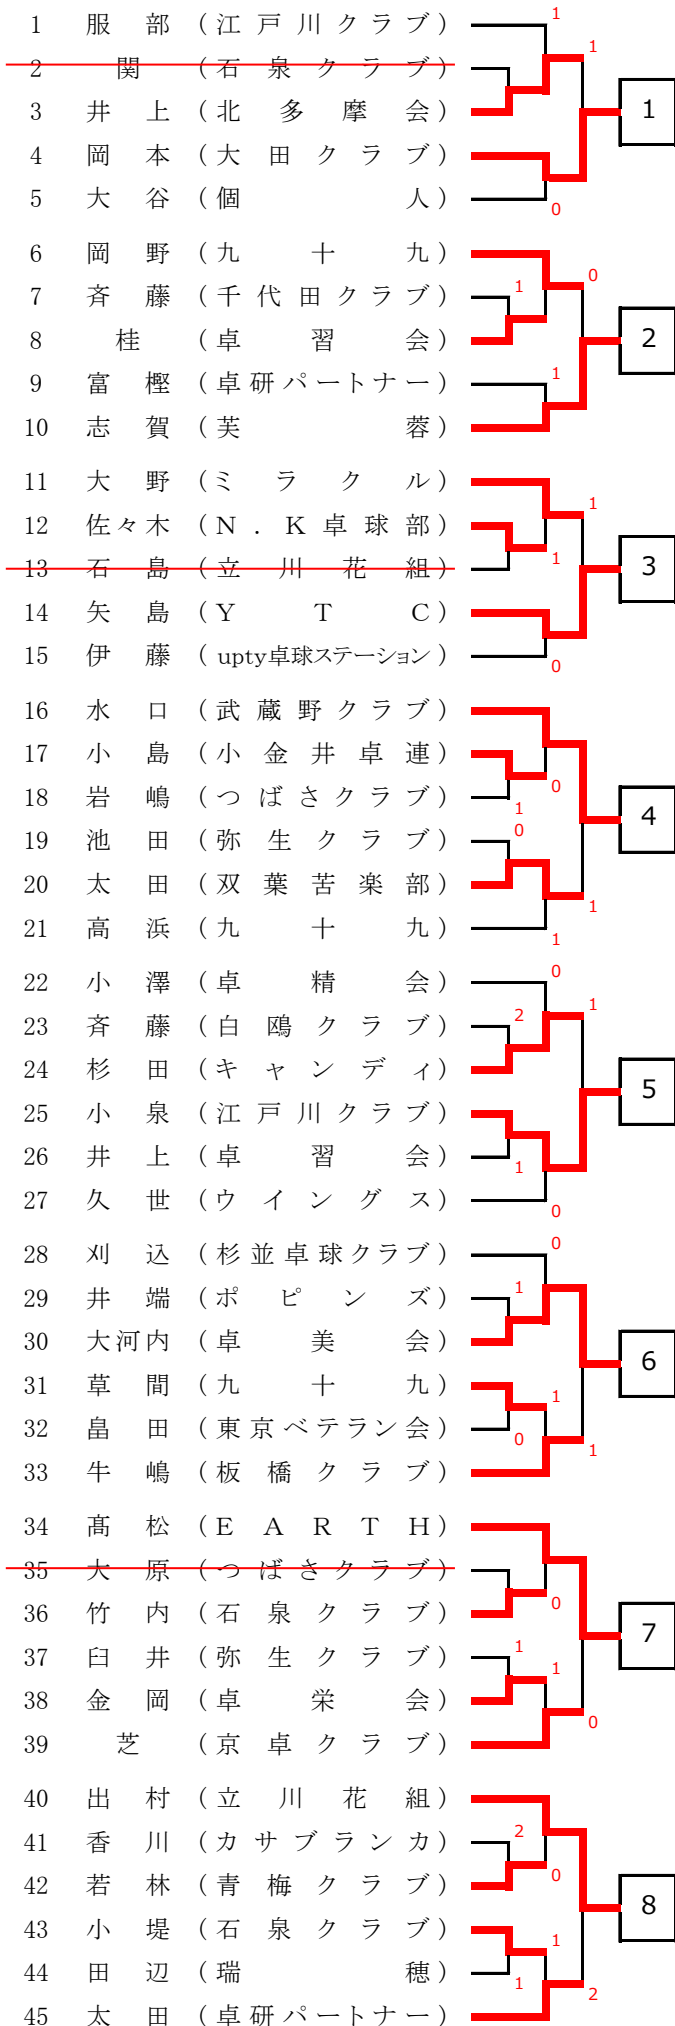 1 服部（江戸川クラブ） 1
1
2 関（石泉クラブ）
3 井上（北多摩会） 1
4 岡本（大田クラブ）
5 大谷（個人） 0
6 岡野（九十九） 0
7 斉藤（千代田クラブ） 1
8 桂（卓習会） 2
9 富樫（卓研パートナー） 1
10 志賀（芙蓉）
11 大野（ミラクル） 1
12 佐々木（N．K卓球部） 1
13 石島（立川花組） 3
14 矢島（YTC）
15 伊藤（upty卓球ステーション） 0
16 水口（武蔵野クラブ）
17 小島（小金井卓連） 0
18 岩嶋（つばさクラブ） 1
4
19 池田（弥生クラブ） 0
20 太田（双葉苦楽部） 1
21 高浜（九十九） 1
22 小澤（卓精会） 0
1
23 斉藤（白鴎クラブ） 2
24 杉田（キャンディ） 5
25 小泉（江戸川クラブ）
26 井上（卓習会） 1
27 久世（ウイングス） 0
28 刈込（杉並卓球クラブ） 0
29 井端（ポピンズ） 1
30 大河内（卓美会） 6
31 草間（九十九） 1
32 畠田（東京ベテラン会） 0 1
33 牛嶋（板橋クラブ）
34 髙松（EARTH）
35 大原（つばさクラブ）
36 竹内（石泉クラブ） 0
7
37 臼井（弥生クラブ） 1 1
38 金岡（卓栄会） 0
39 芝（京卓クラブ）
40 出村（立川花組）
41 香川（カサブランカ） 2
42 若林（青梅クラブ） 0
8
43 小堤（石泉クラブ） 1
44 田辺（瑞穂） 1 2
45 太田（卓研パートナー）